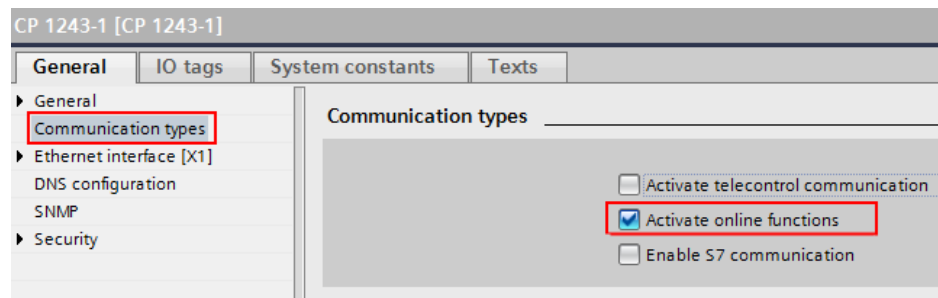 CP 1243-1 [CP 1243-1]
General IO tags System constants Texts
General
Communication types
Ethernet interface [X1]
DNS configuration
SNMP
Security
Communication types
Activate telecontrol communication
Activate online functions
Enable S7 communication